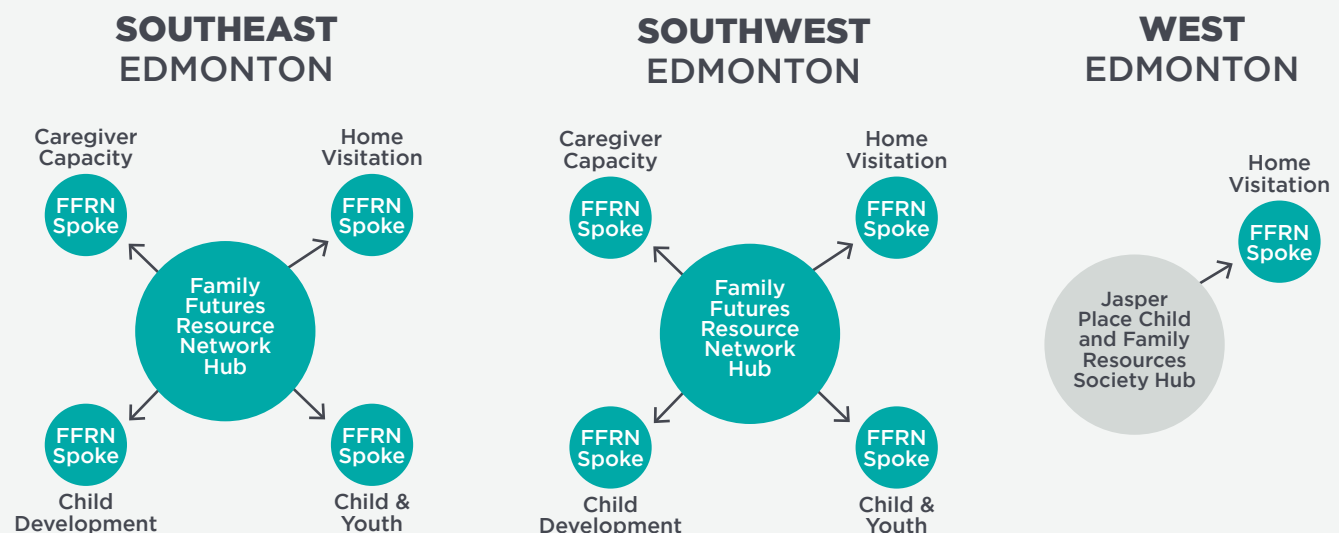 SOUTHEAST
EDMONTON
Caregiver
Capacity
Home
Visitation
FFRN
Spoke
FFRN
Spoke
Family
Futures
Resource
Network
Hub
FFRN
Spoke
FFRN
Spoke
Child
Development
Child &
Youth
SOUTHWEST
EDMONTON
Caregiver
Capacity
Home
Visitation
FFRN
Spoke
FFRN
Spoke
Family
Futures
Resource
Network
Hub
FFRN
Spoke
FFRN
Spoke
Child
Development
Child &
Youth
WEST
EDMONTON
Home
Visitation
FFRN
Spoke
Jasper
Place Child
and Family
Resources
Society Hub